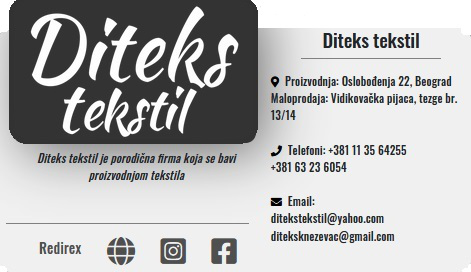 Diteks
tekstil
Diteks tekstil je porodična firma koja se bavi
proizvodnjom tekstila
Redirex
Diteks tekstil
Proizvodnja: Oslobođenja 22, Beograd
Maloprodaja: Vidikovačka pijaca, tezge br.
13/14
Telefoni: +381 11 35 64255
+381 63 23 6054
Email:
ditekstekstil@yahoo.com
diteksknezevac@gmail.com